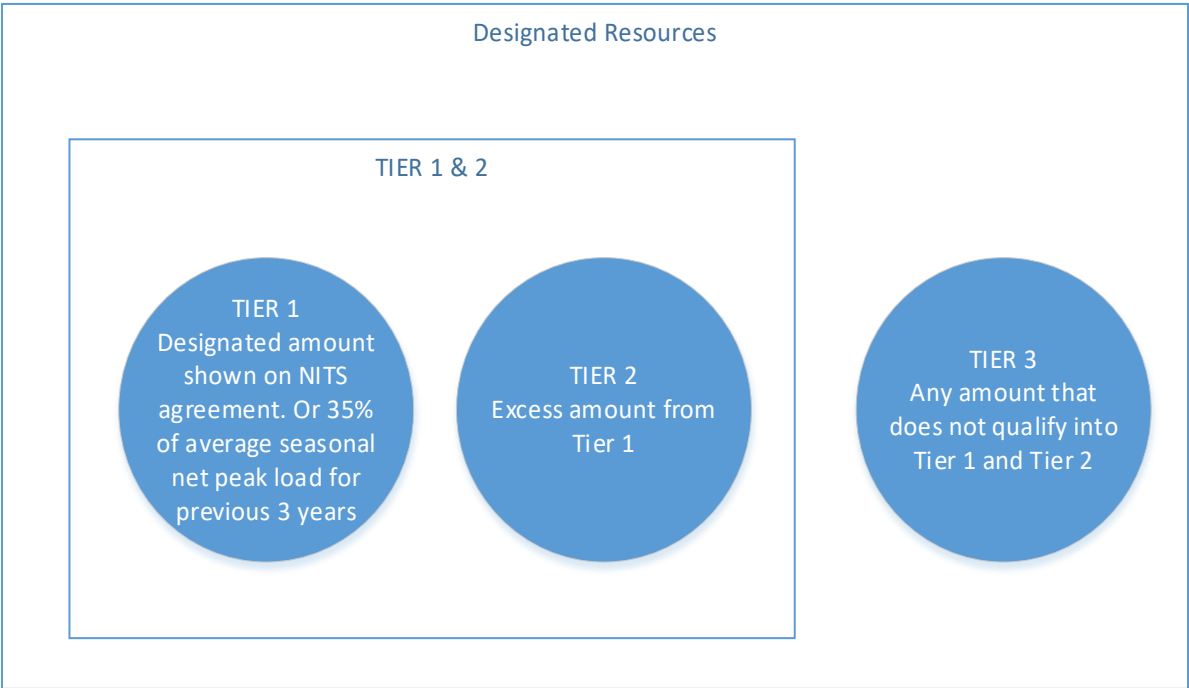 Designated Resources
TIER 1 & 2
TIER 1
Designated amount
shown on NITS
agreement. Or 35%
of average seasonal
net peak load for
previous 3 years
TIER 2
Excess amount from
Tier 1
TIER 3
Any amount that
does not qualify into
Tier 1 and Tier 2